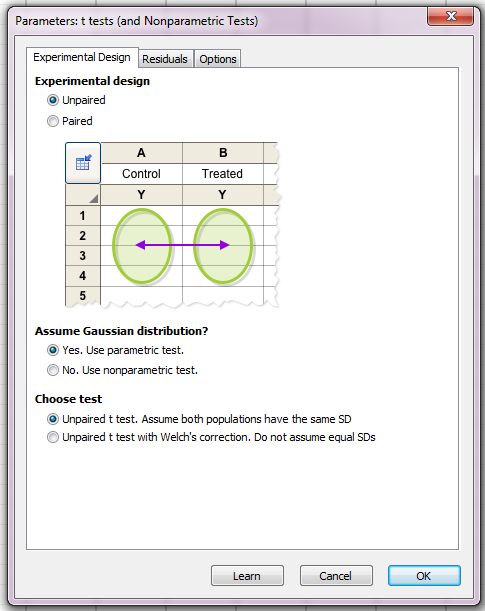 Parameters: t tests (and Nonparametric Tests)
Experimental Design Residuals Options
Experimental design
Unpaired
Paired
A B
Control Treated
Y Y
1
2
3
4
5
Assume Gaussian distribution?
Yes. Use parametric test.
No. Use nonparametric test.
Choose test
Unpaired t test. Assume both populations have the same SD
Unpaired t test with Welch's correction. Do not assume equal SDs
Learn Cancel OK